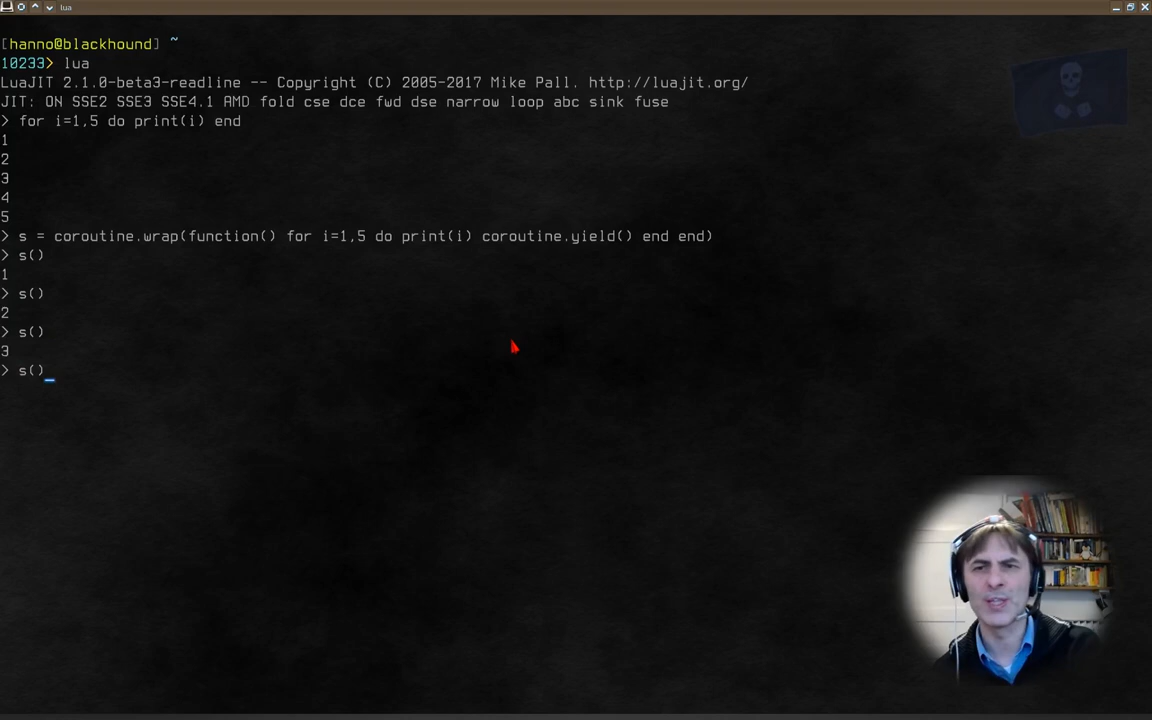 lua
[hanno@blackhound] ~
10233> lua
LuaJIT 2.1.0-beta3-readline -- Copyright (C) 2005-2017 Mike Pall. http://luajit.org/
JIT: ON SSE2 SSE3 SSE4.1 AMD fold cse dce fwd dse narrow loop abc sink fuse
> for i=1,5 do print(i) end
1
2
3
4
5
> s = coroutine.wrap(function() for i=1,5 do print(i) coroutine.yield() end end)
> s()
1
> s()
2
> s()
3
> s()